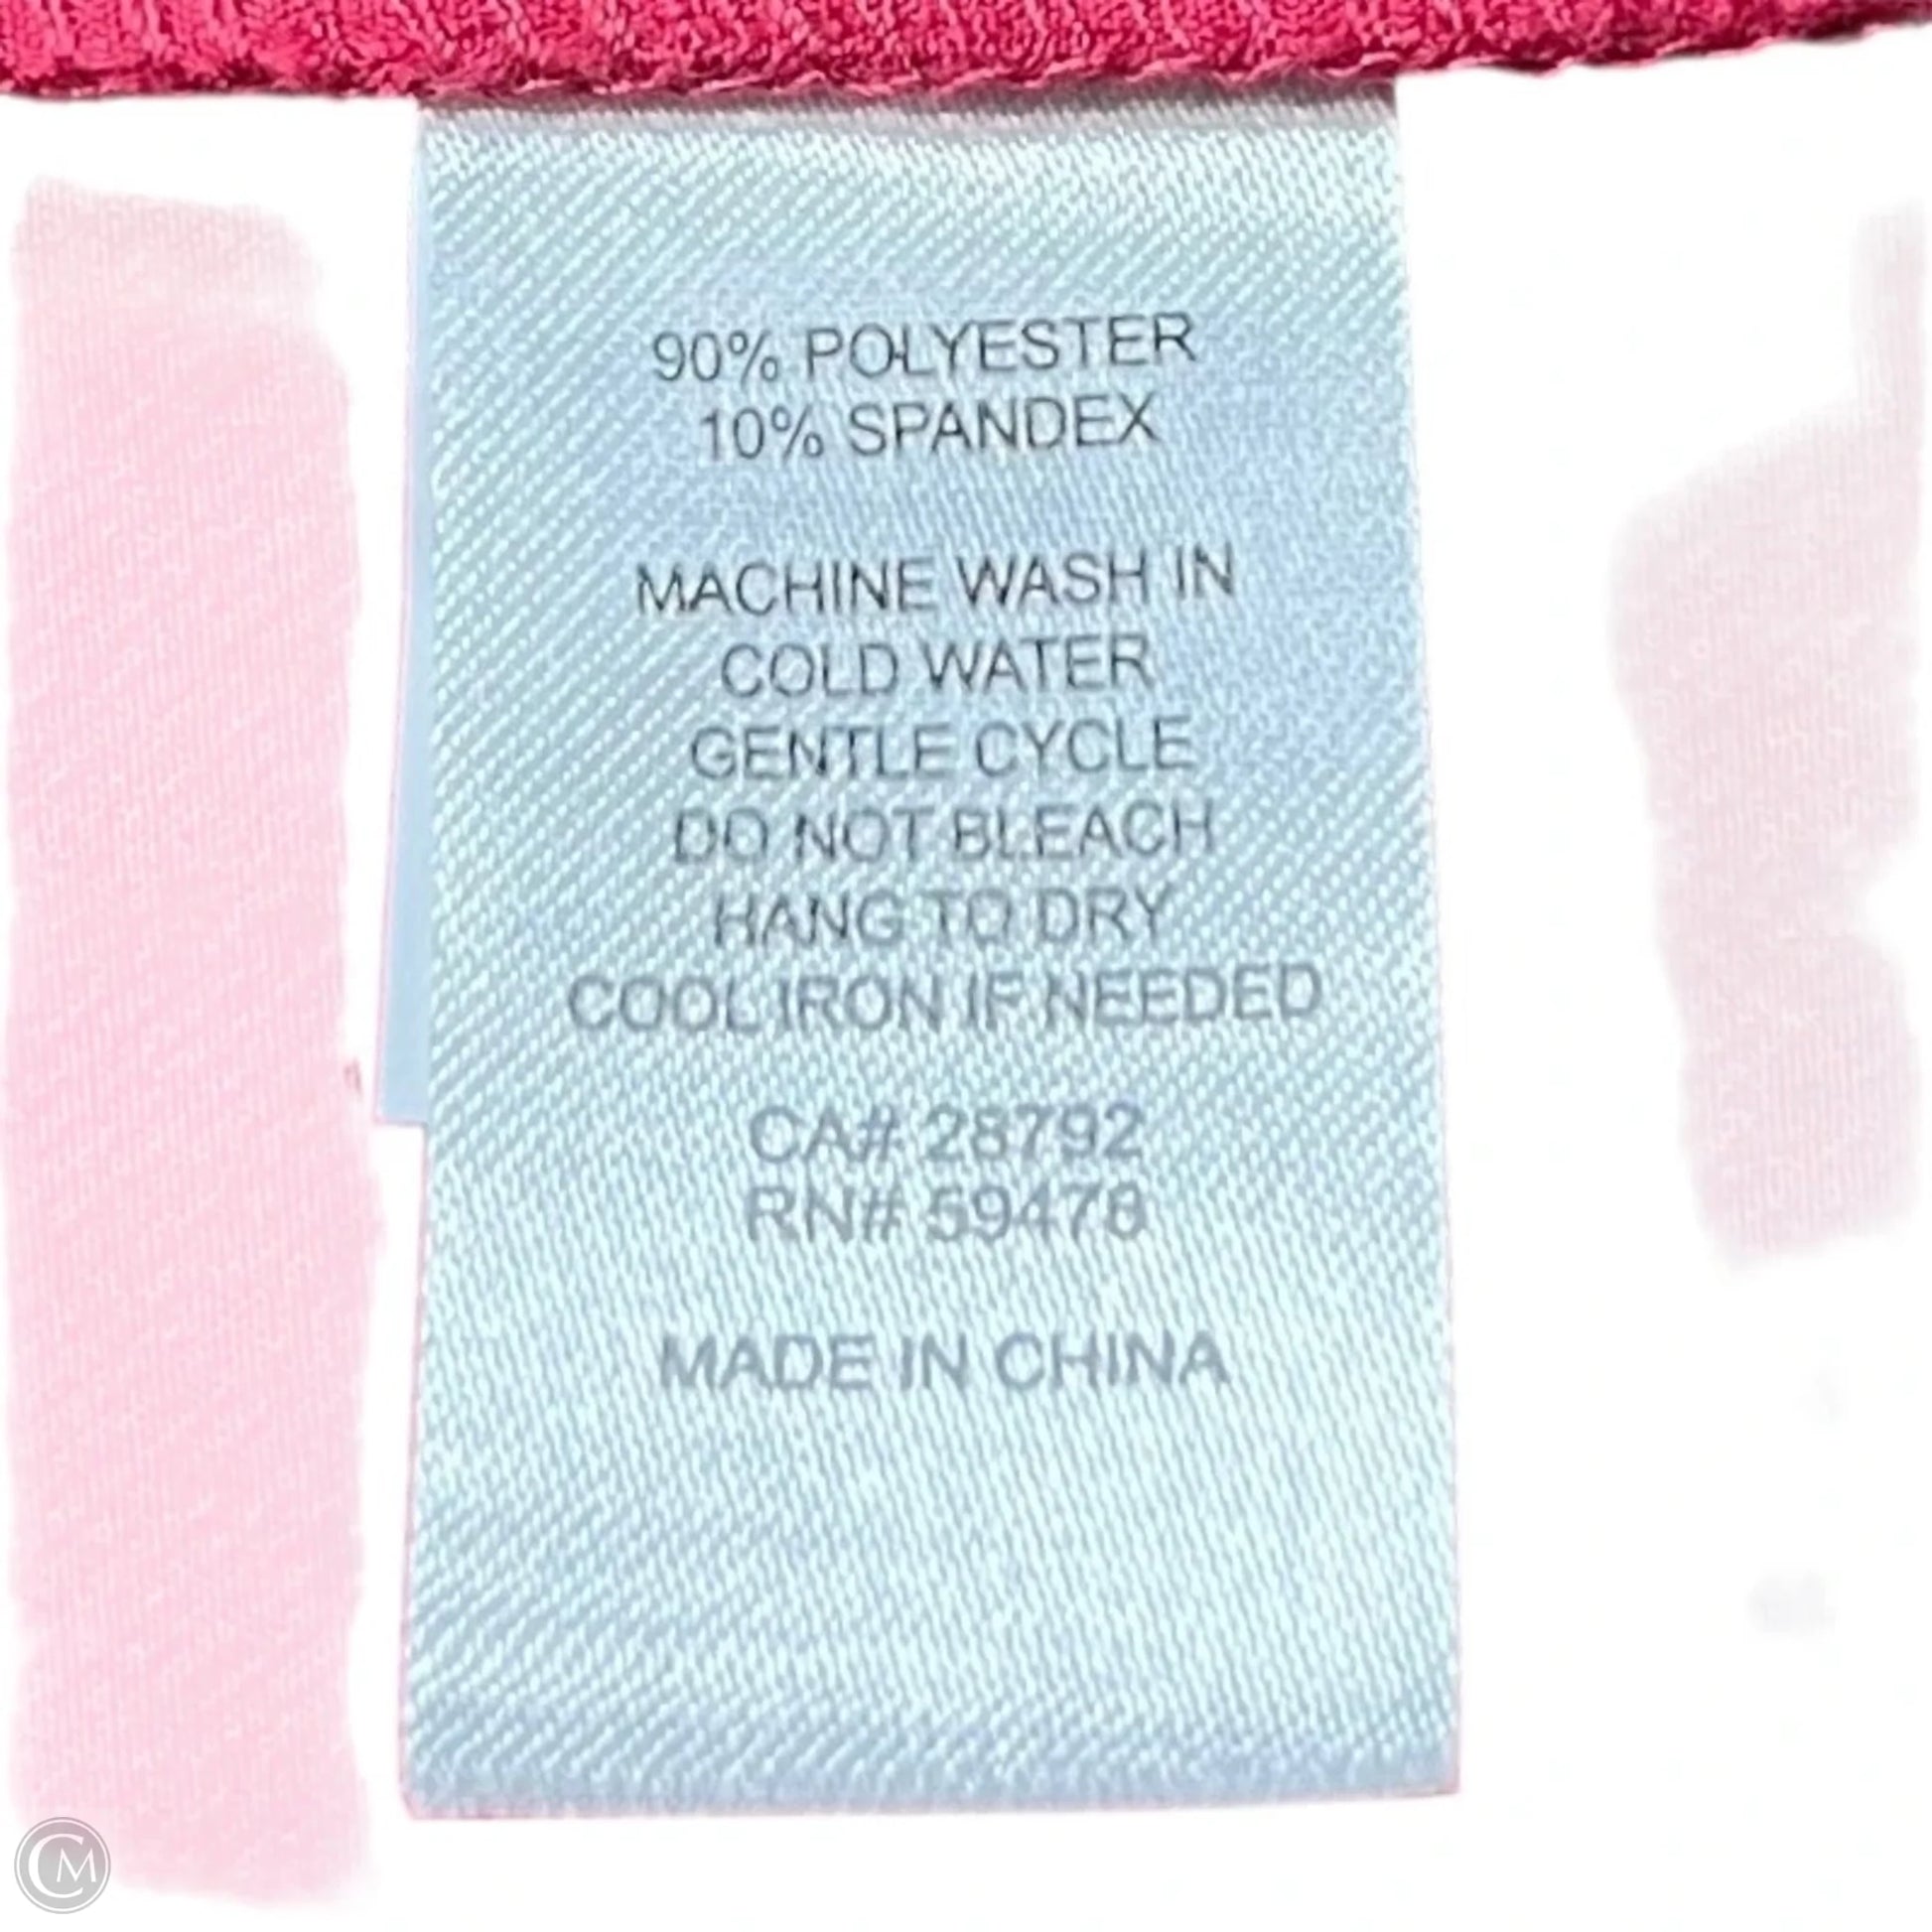 90% POLYESTER
10% SPANDEX
MACHINE WASH IN
COLD WATER
GENTLE CYCLE
DO NOT BLEACH
HANG TO DRY
COOL IRON IF NEEDED
CA# 28792
RN# 59478
MADE IN CHINA
CM